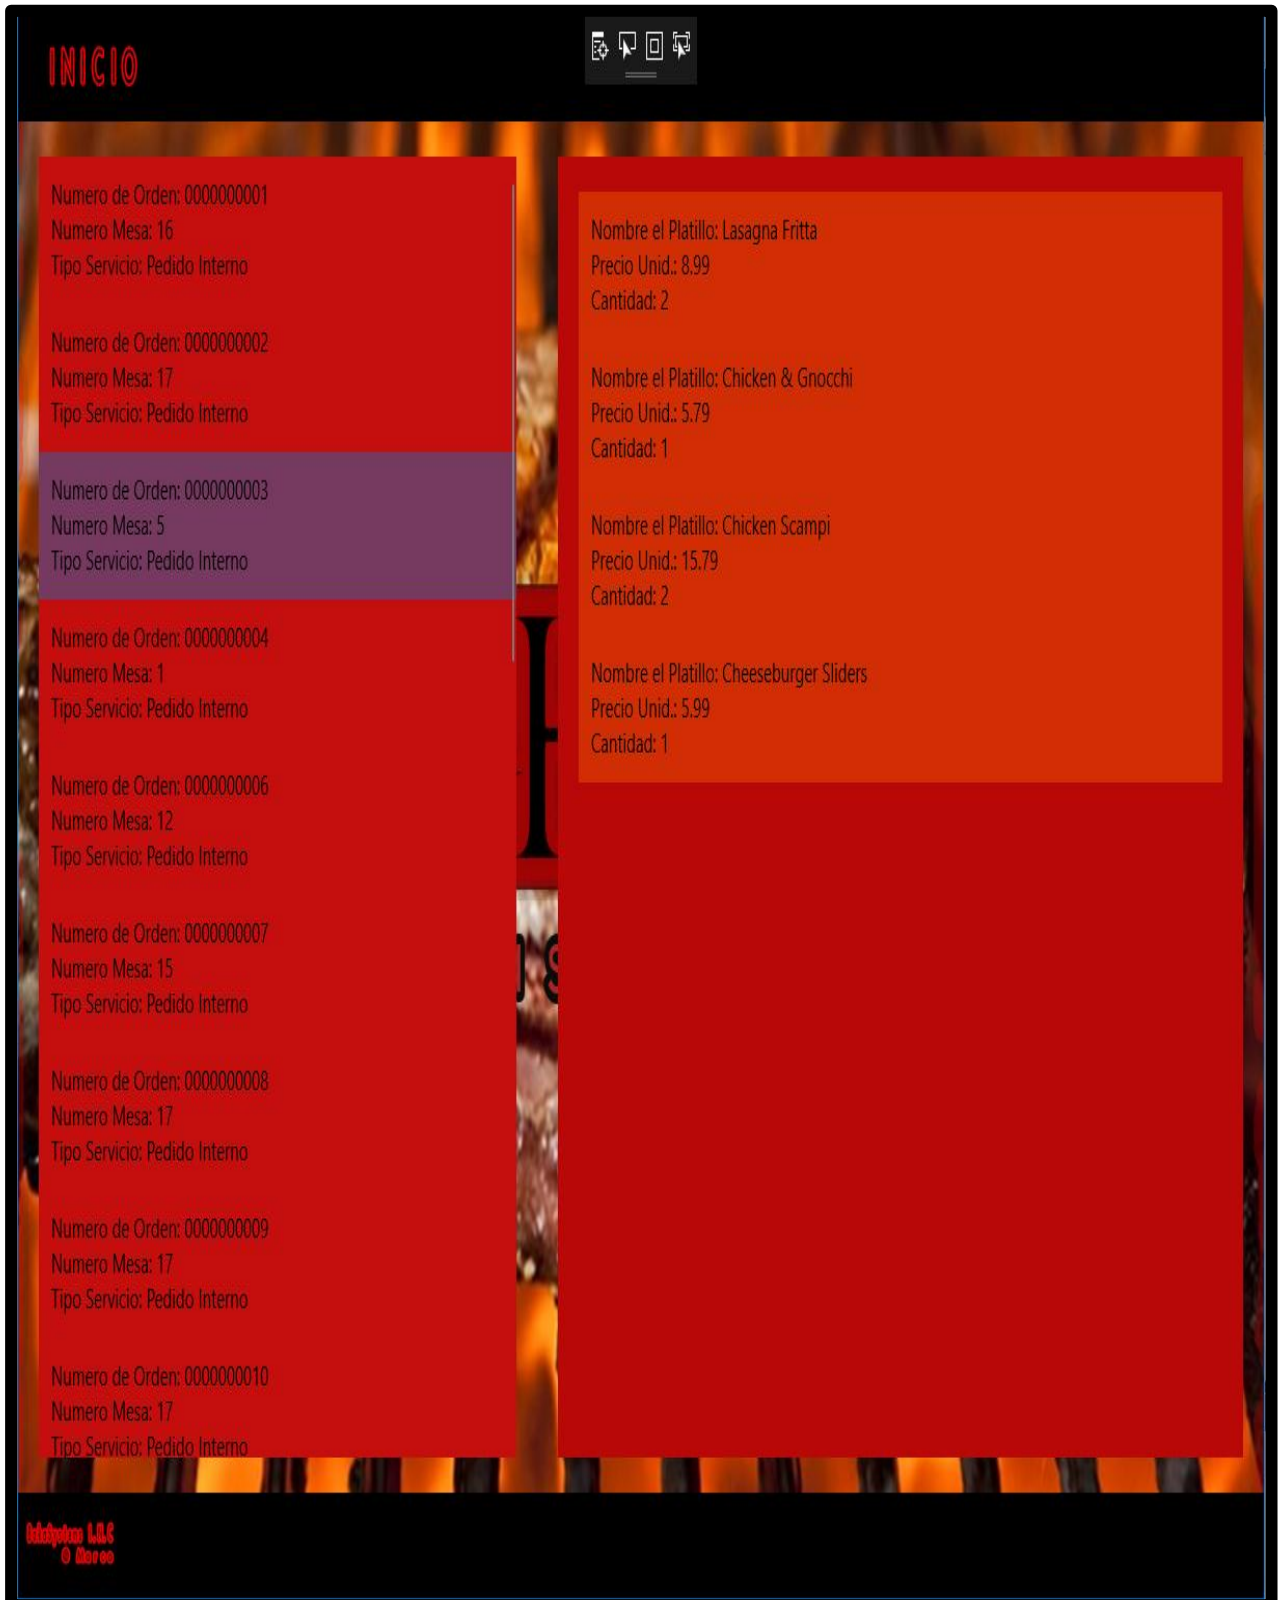 INICIO
Numero de Orden: 0000000001
Numero Mesa: 16
Tipo Servicio: Pedido Interno
Numero de Orden: 0000000002
Numero Mesa: 17
Tipo Servicio: Pedido Interno
Numero de Orden: 0000000003
Numero Mesa: 5
Tipo Servicio: Pedido Interno
Numero de Orden: 0000000004
Numero Mesa: 1
Tipo Servicio: Pedido Interno
Numero de Orden: 0000000006
Numero Mesa: 12
Tipo Servicio: Pedido Interno
Numero de Orden: 0000000007
Numero Mesa: 15
Tipo Servicio: Pedido Interno
Numero de Orden: 0000000008
Numero Mesa: 17
Tipo Servicio: Pedido Interno
Numero de Orden: 0000000009
Numero Mesa: 17
Tipo Servicio: Pedido Interno
Numero de Orden: 0000000010
Numero Mesa: 17
Tipo Servicio: Pedido Interno
Nombre el Platillo: Lasagna Fritta
Precio Unid.: 8.99
Cantidad: 2
Nombre el Platillo: Chicken & Gnocchi
Precio Unid.: 5.79
Cantidad: 1
Nombre el Platillo: Chicken Scampi
Precio Unid.: 15.79
Cantidad: 2
Nombre el Platillo: Cheeseburger Sliders
Precio Unid.: 5.99
Cantidad: 1